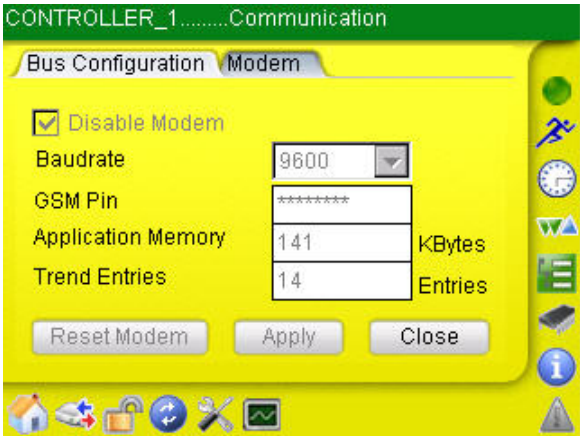 CONTROLLER_1.........Communication
Bus Configuration Modem
Disable Modem
Baudrate 9600
GSM Pin ********
Application Memory 141 KBytes
Trend Entries 14 Entries
Reset Modem Apply Close